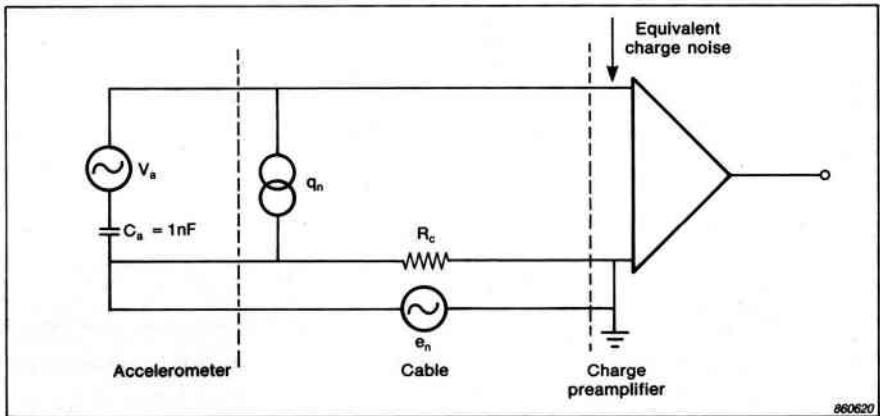 Equivalent
charge noise
Va
qn
Ca = 1nF
Rc
en
Accelerometer
Cable
Charge
preamplifier
860620